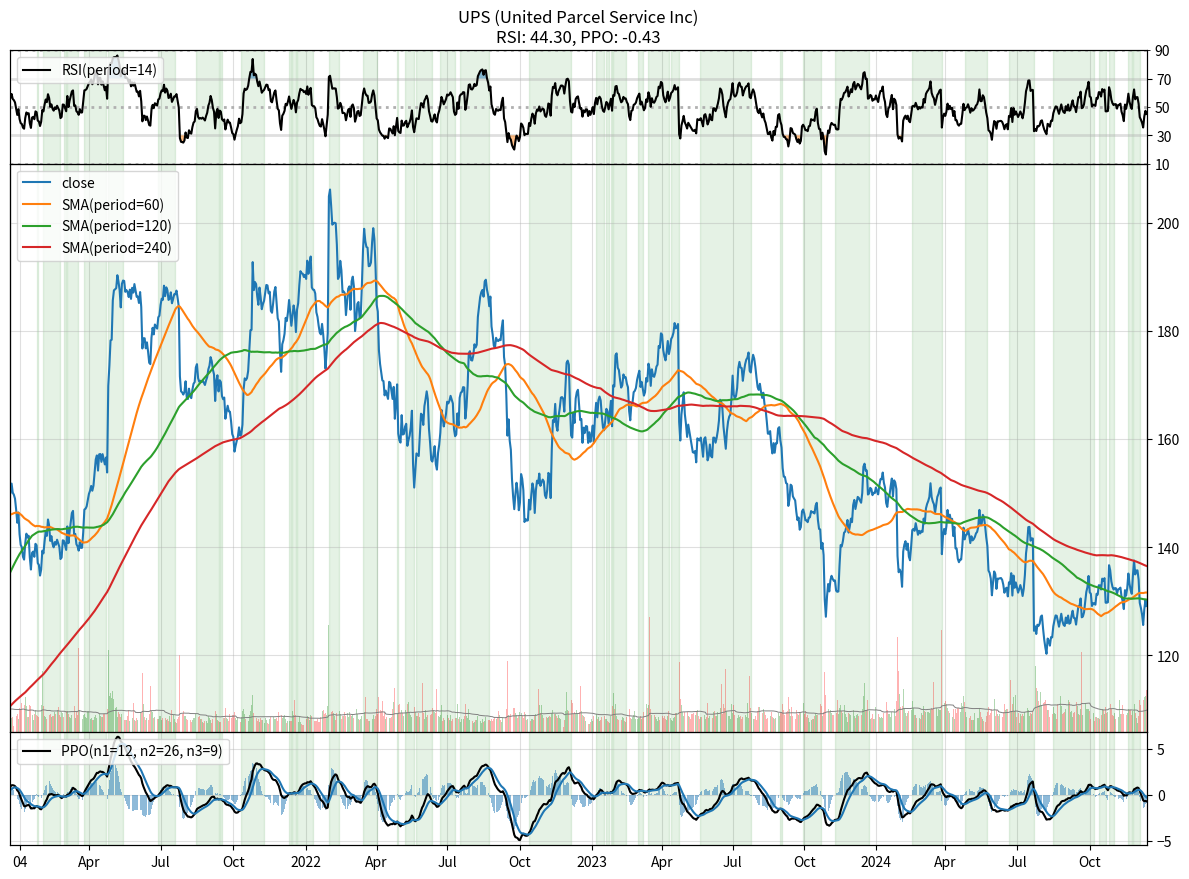 UPS (United Parcel Service Inc)
RSI: 44.30, PPO: -0.43
RSI(period=14)
90
70
50
30
10
close
SMA(period=60)
SMA(period=120)
SMA(period=240)
200
180
160
140
120
PPO(n1=12, n2=26, n3=9)
5
0
−5
04 Apr Jul Oct 2022 Apr Jul Oct 2023 Apr Jul Oct 2024 Apr Jul Oct